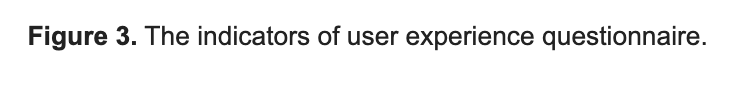 Figure 3. The indicators of user experience questionnaire.